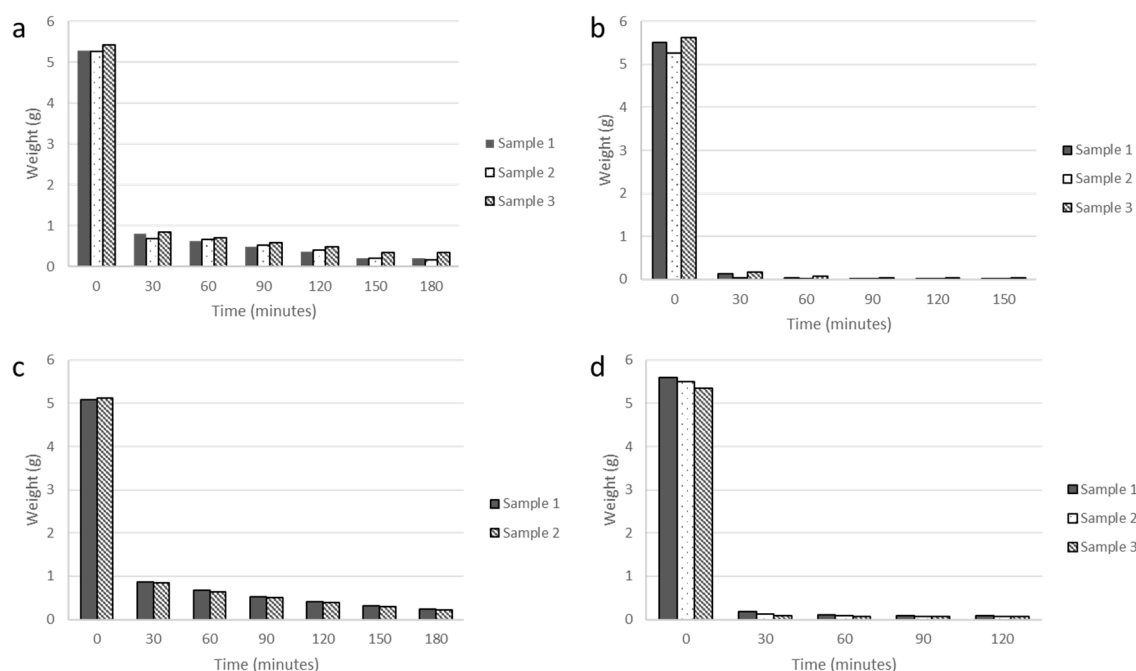 a
6
5
4
3
2
1
0
Weight (g)
0 30 60 90 120 150 180
Time (minutes)
Sample 1
Sample 2
Sample 3
b
6
5
4
3
2
1
0
Weight (g)
0 30 60 90 120 150
Time (minutes)
Sample 1
Sample 2
Sample 3
c
6
5
4
3
2
1
0
Weight (g)
0 30 60 90 120 150 180
Time (minutes)
Sample 1
Sample 2
d
6
5
4
3
2
1
0
Weight (g)
0 30 60 90 120
Time (minutes)
Sample 1
Sample 2
Sample 3